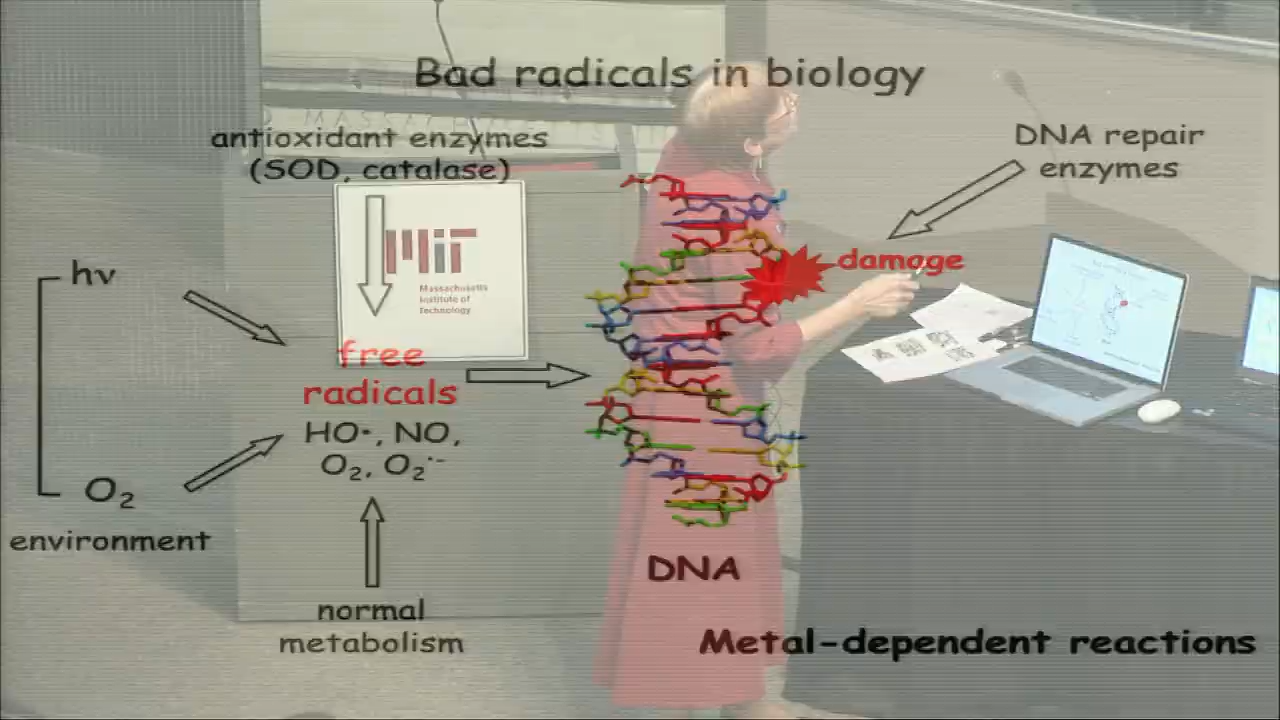 Bad radicals in biology
antioxidant enzymes
(SOD, catalase)
DNA repair
enzymes
MIT
Massachusetts
Institute of
Technology
damage
hν
free
radicals
HO•, NO,
O₂, O₂•-
O₂
environment
normal
metabolism
DNA
Metal-dependent reactions